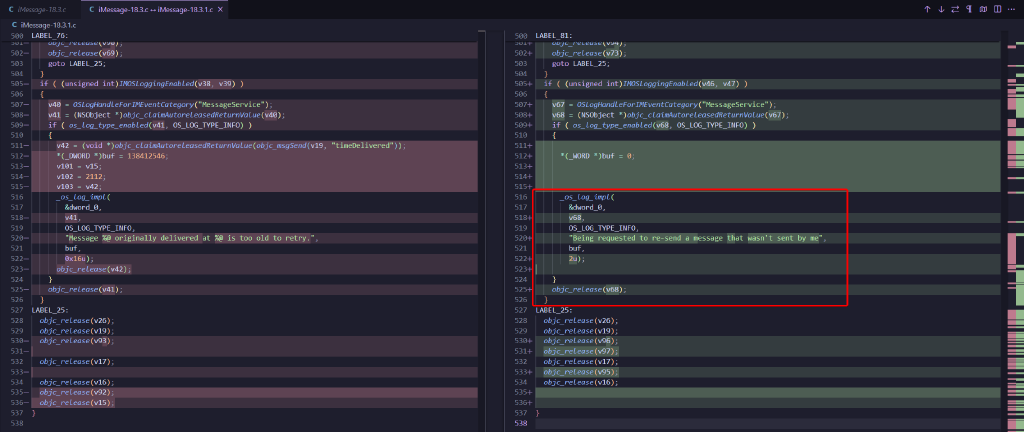 C iMessage-18.3.c
C iMessage-18.3.c ↔ iMessage-18.3.1.c ×
C iMessage-18.3.1.c
500 LABEL_76:
502− objc_release(v69);
503 goto LABEL_25;
504 }
505− if ( (unsigned int)IMOSLoggingEnabled(v38, v39) )
506 {
507− v40 = OSLogHandleForIMEventCategory("MessageService");
508− v41 = (NSObject *)objc_claimAutoreleasedReturnValue(v40);
509− if ( os_log_type_enabled(v41, OS_LOG_TYPE_INFO) )
510 {
511− v42 = (void *)objc_claimAutoreleasedReturnValue(objc_msgSend(v19, "timeDelivered"));
512− *(_DWORD *)buf = 138412546;
513− v101 = v15;
514− v102 = 2112;
515− v103 = v42;
516 _os_log_impl(
517 &dword_0,
518− v41,
519 OS_LOG_TYPE_INFO,
520− "Message %@ originally delivered at %@ is too old to retry.",
521 buf,
522− 0x16u);
523− objc_release(v42);
524 }
525− objc_release(v41);
526 }
527 LABEL_25:
528 objc_release(v26);
529 objc_release(v19);
530− objc_release(v93);
532 objc_release(v17);
534 objc_release(v16);
535− objc_release(v92);
536− objc_release(v15);
537 }
538
500 LABEL_81:
502+ objc_release(v73);
503 goto LABEL_25;
504 }
505+ if ( (unsigned int)IMOSLoggingEnabled(v46, v47) )
506 {
507+ v67 = OSLogHandleForIMEventCategory("MessageService");
508+ v68 = (NSObject *)objc_claimAutoreleasedReturnValue(v67);
509+ if ( os_log_type_enabled(v68, OS_LOG_TYPE_INFO) )
510 {
511+
512+ *(_WORD *)buf = 0;
513+
514+
515+
516 _os_log_impl(
517 &dword_0,
518+ v68,
519 OS_LOG_TYPE_INFO,
520+ "Being requested to re-send a message that wasn't sent by me",
521 buf,
522+ 2u);
523+
524 }
525+ objc_release(v68);
526 }
527 LABEL_25:
528 objc_release(v26);
529 objc_release(v19);
530+ objc_release(v96);
531+ objc_release(v97);
532 objc_release(v17);
533+ objc_release(v95);
534 objc_release(v16);
535+
536+
537 }
538